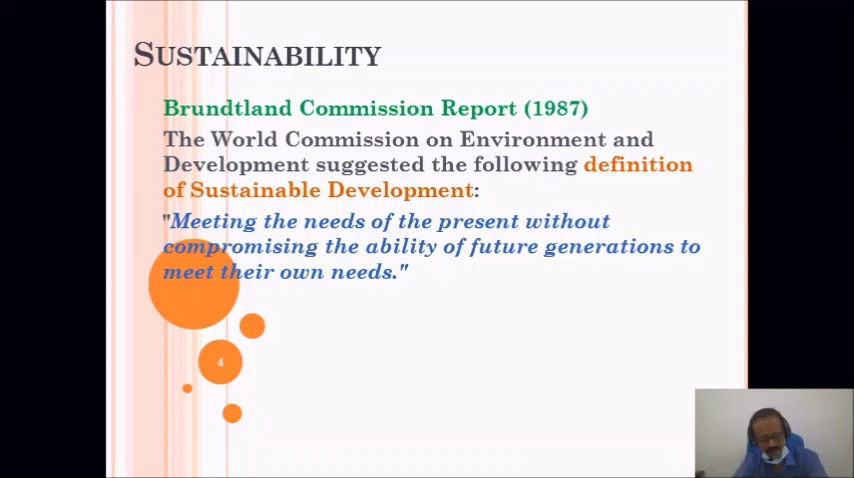 SUSTAINABILITY
Brundtland Commission Report (1987)
The World Commission on Environment and
Development suggested the following definition
of Sustainable Development:
"Meeting the needs of the present without
compromising the ability of future generations to
meet their own needs."
4